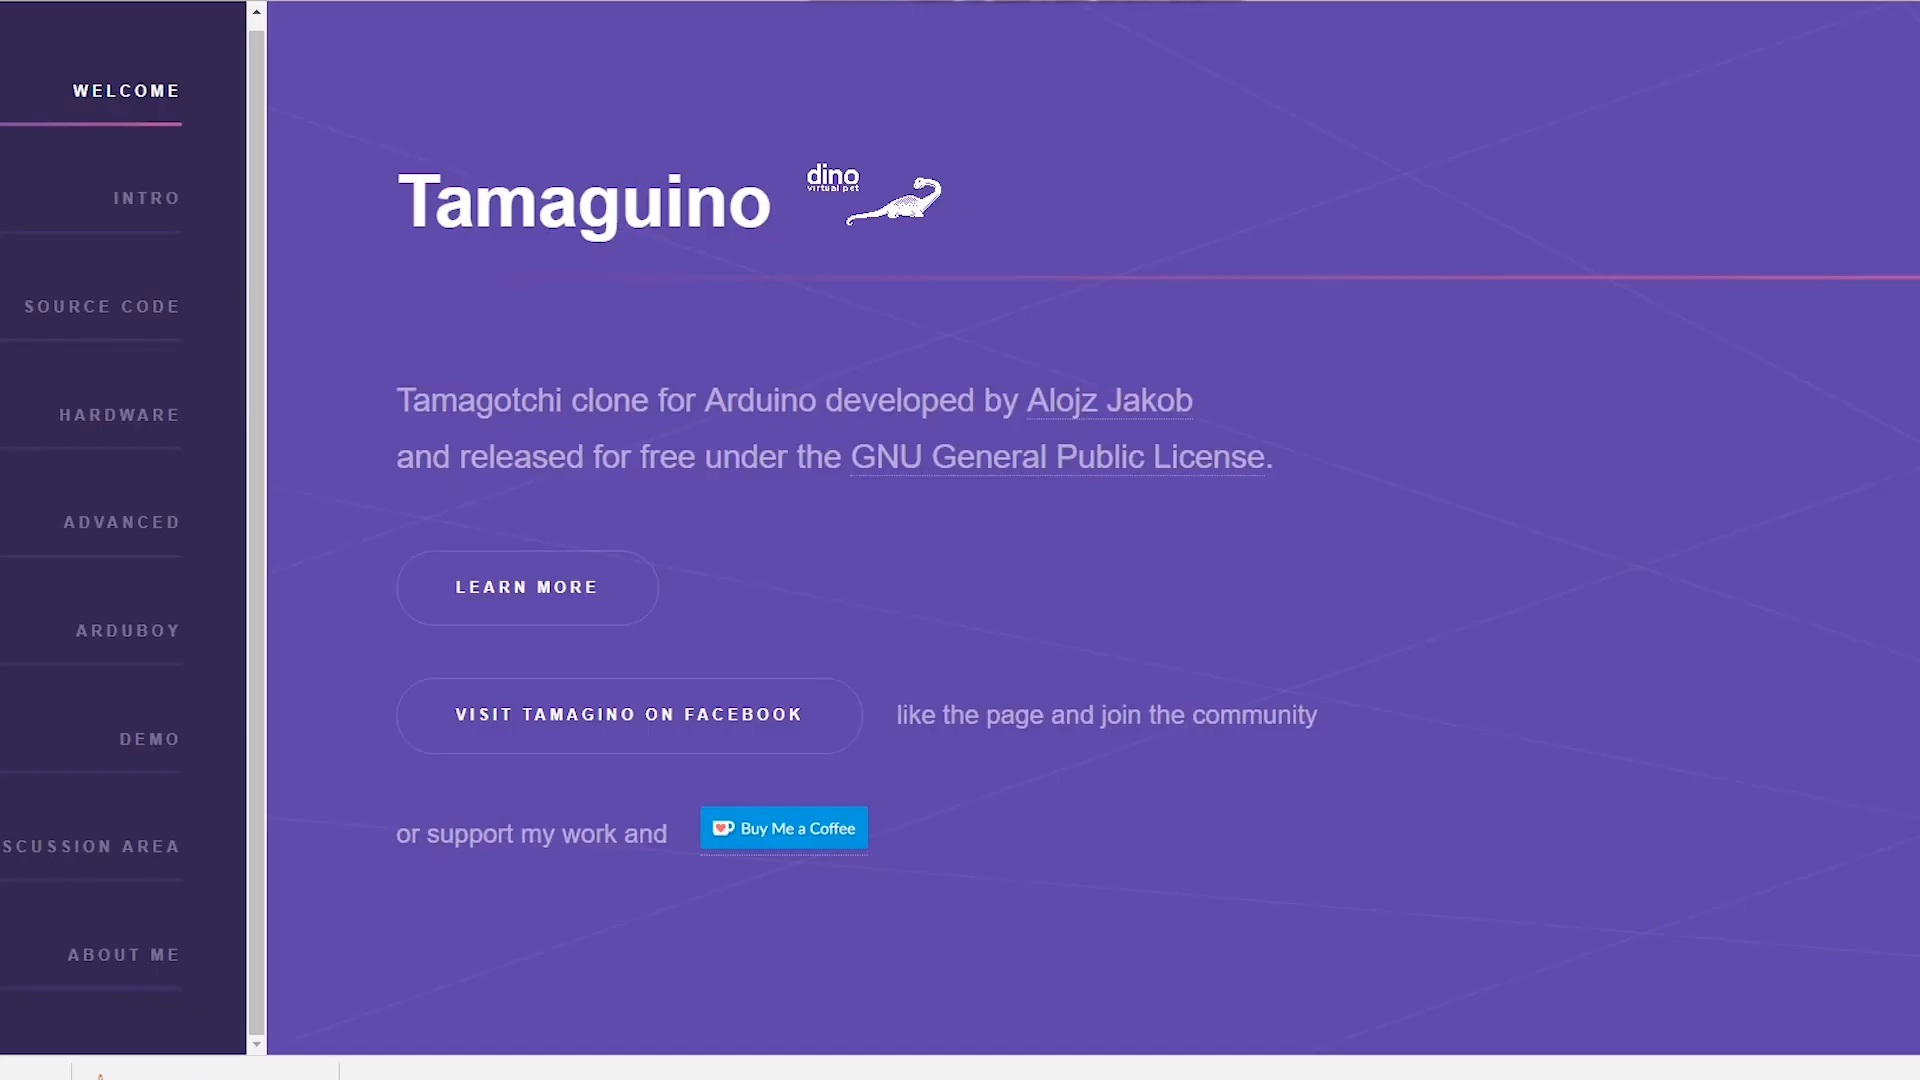 WELCOME
INTRO
SOURCE CODE
HARDWARE
ADVANCED
ARDUBOY
DEMO
SCUSSION AREA
ABOUT ME
Tamaguino
dino
virtual pet
Tamagotchi clone for Arduino developed by Alojz Jakob
and released for free under the GNU General Public License.
LEARN MORE
VISIT TAMAGINO ON FACEBOOK
like the page and join the community
or support my work and
Buy Me a Coffee